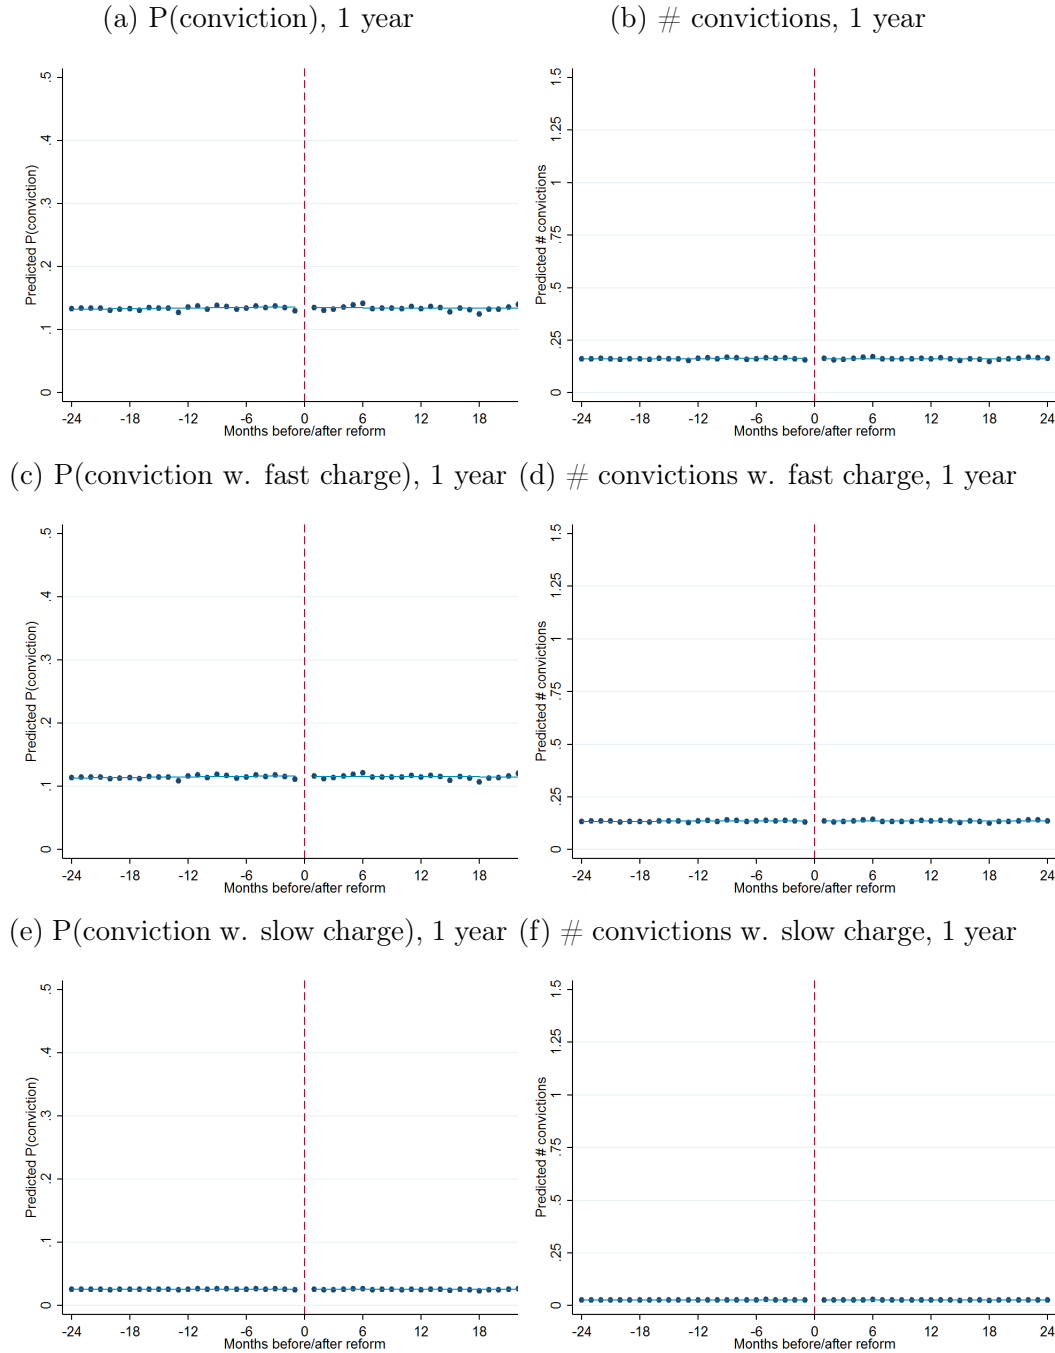 (a) P(conviction), 1 year
(b) # convictions, 1 year
Predicted P(conviction)
0 .1 .2 .3 .4 .5
-24 -18 -12 -6 0 6 12 18
Months before/after reform
Predicted # convictions
0 .25 .5 .75 1 1.25 1.5
-24 -18 -12 -6 0 6 12 18 24
Months before/after reform
(c) P(conviction w. fast charge), 1 year
(d) # convictions w. fast charge, 1 year
Predicted P(conviction)
0 .1 .2 .3 .4 .5
-24 -18 -12 -6 0 6 12 18
Months before/after reform
Predicted # convictions
0 .25 .5 .75 1 1.25 1.5
-24 -18 -12 -6 0 6 12 18 24
Months before/after reform
(e) P(conviction w. slow charge), 1 year
(f) # convictions w. slow charge, 1 year
Predicted P(conviction)
0 .1 .2 .3 .4 .5
-24 -18 -12 -6 0 6 12 18
Months before/after reform
Predicted # convictions
0 .25 .5 .75 1 1.25 1.5
-24 -18 -12 -6 0 6 12 18 24
Months before/after reform